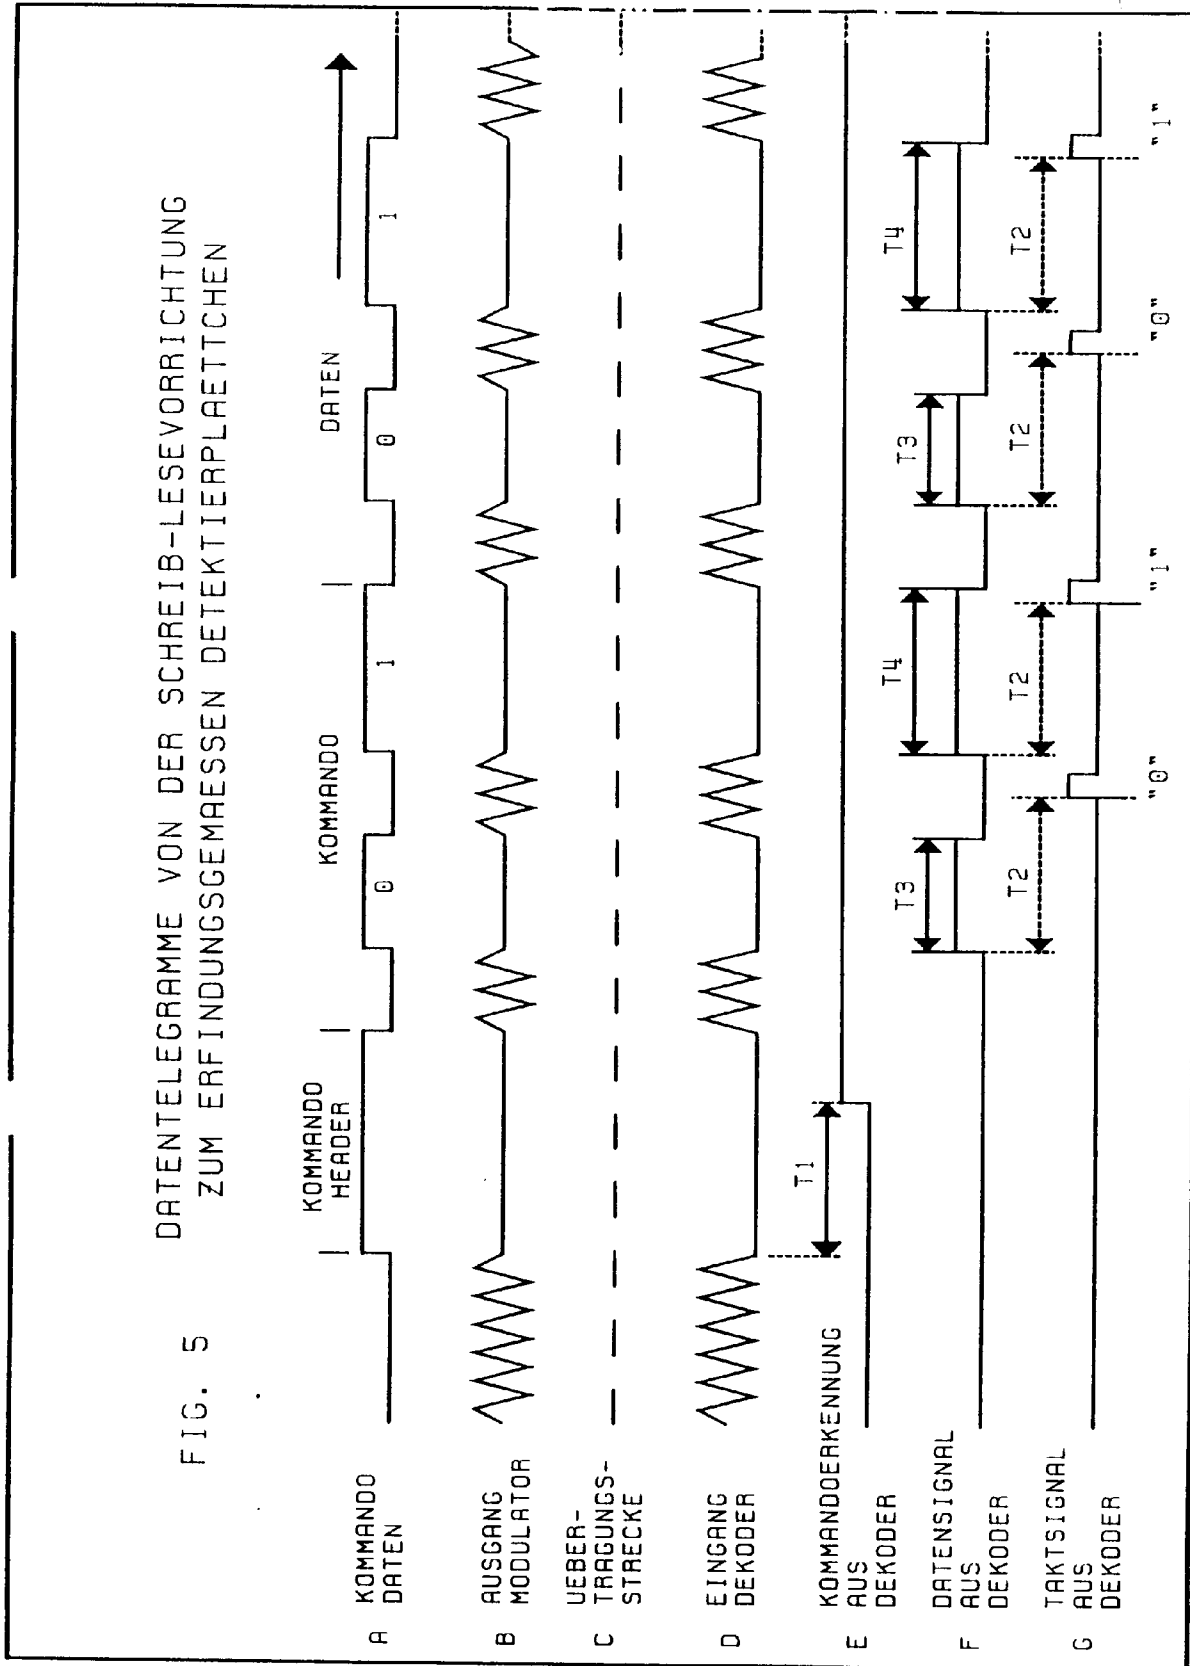 FIG. 5
DATENTELEGRAMME VON DER SCHREIB-LESEVORRICHTUNG
ZUM ERFINDUNGSGEMAESSEN DETEKTIERPLAETTCHEN
KOMMANDO
HEADER
KOMMANDO
DATEN
A
KOMMANDO
DATEN
0
1
0
1
B
AUSGANG
MODULATOR
C
UEBER-
TRAGUNGS-
STRECKE
D
EINGANG
DEKODER
E
KOMMANDOERKENNUNG
AUS
DEKODER
T1
F
DATENSIGNAL
AUS
DEKODER
T3
T4
T3
T4
G
TAKTSIGNAL
AUS
DEKODER
T2
T2
T2
T2
"0"
"1"
"0"
"1"